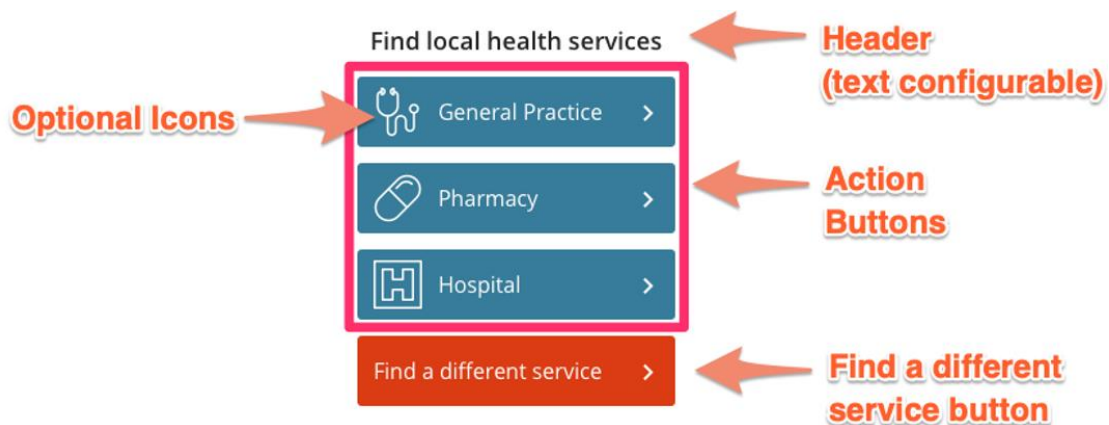 Find local health services
Header
(text configurable)
Optional Icons
General Practice
Pharmacy
Action
Buttons
Hospital
Find a different service
Find a different
service button